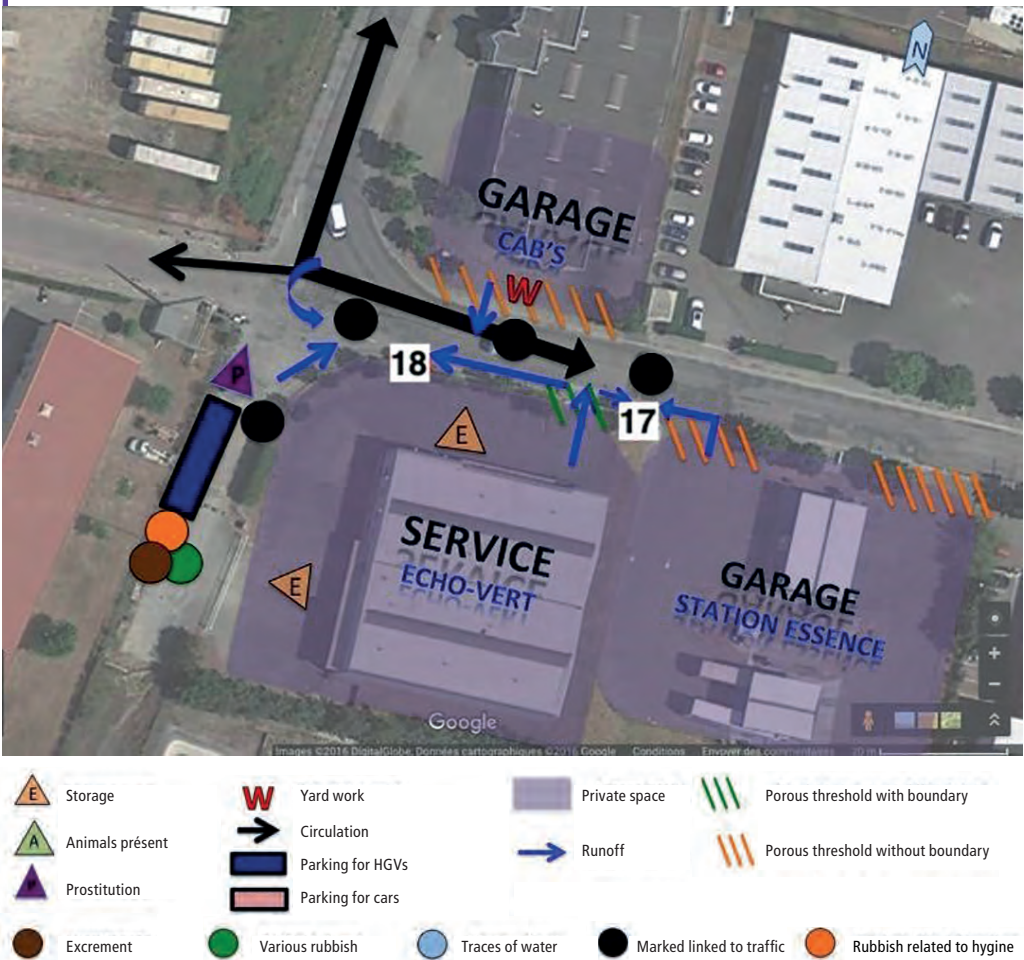 N
GARAGE
CAB'S
W
18
P
17
E
SERVICE
ECHO-VERT
E
GARAGE
STATION ESSENCE
+
−
Google
Images ©2016 DigitalGlobe, Données cartographiques ©2016 Google Conditions Envoyer des commentaires 20 m
E Storage
W Yard work
Private space
Porous threshold with boundary
Circulation
A Animals présent
Runoff
Porous threshold without boundary
Parking for HGVs
P Prostitution
Parking for cars
Excrement
Various rubbish
Traces of water
Marked linked to traffic
Rubbish related to hygine